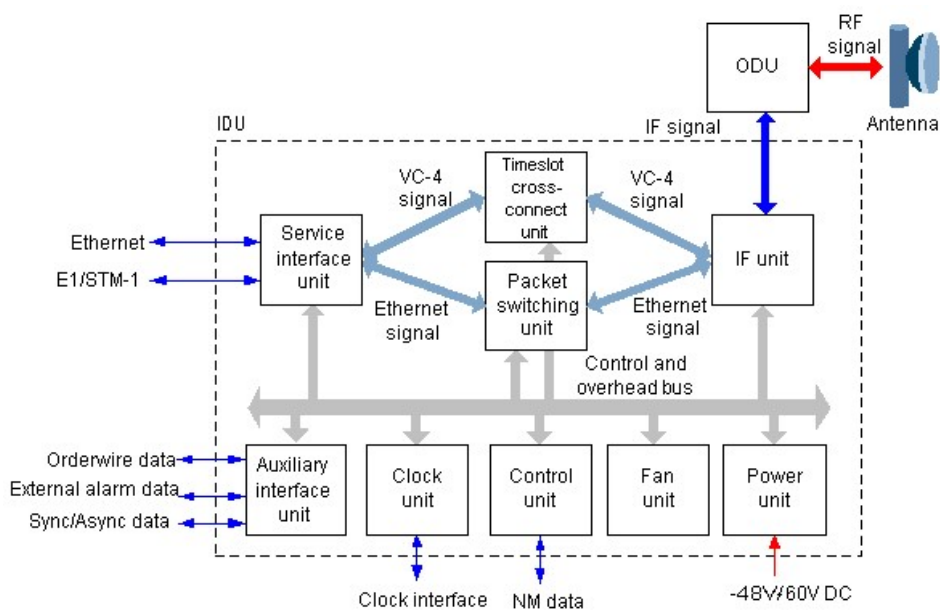 RF
signal
ODU
Antenna
IF signal
IDU
Timeslot
cross-
connect
unit
VC-4
signal
VC-4
signal
Ethernet
E1/STM-1
Service
interface
unit
IF unit
Packet
switching
unit
Ethernet
signal
Ethernet
signal
Control and
overhead bus
Orderwire data
External alarm data
Sync/Async data
Auxiliary
interface
unit
Clock
unit
Control
unit
Fan
unit
Power
unit
Clock interface
NM data
-48V/60V DC